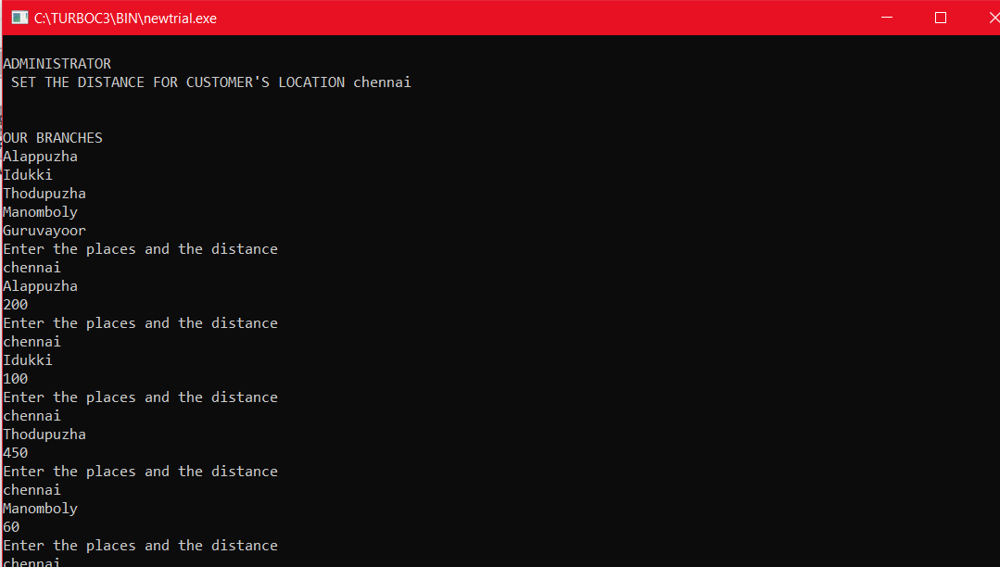 C:\TURBOC3\BIN\newtrial.exe
ADMINISTRATOR
SET THE DISTANCE FOR CUSTOMER'S LOCATION chennai
OUR BRANCHES
Alappuzha
Idukki
Thodupuzha
Manomboly
Guruvayoor
Enter the places and the distance
chennai
Alappuzha
200
Enter the places and the distance
chennai
Idukki
100
Enter the places and the distance
chennai
Thodupuzha
450
Enter the places and the distance
chennai
Manomboly
60
Enter the places and the distance
chennai